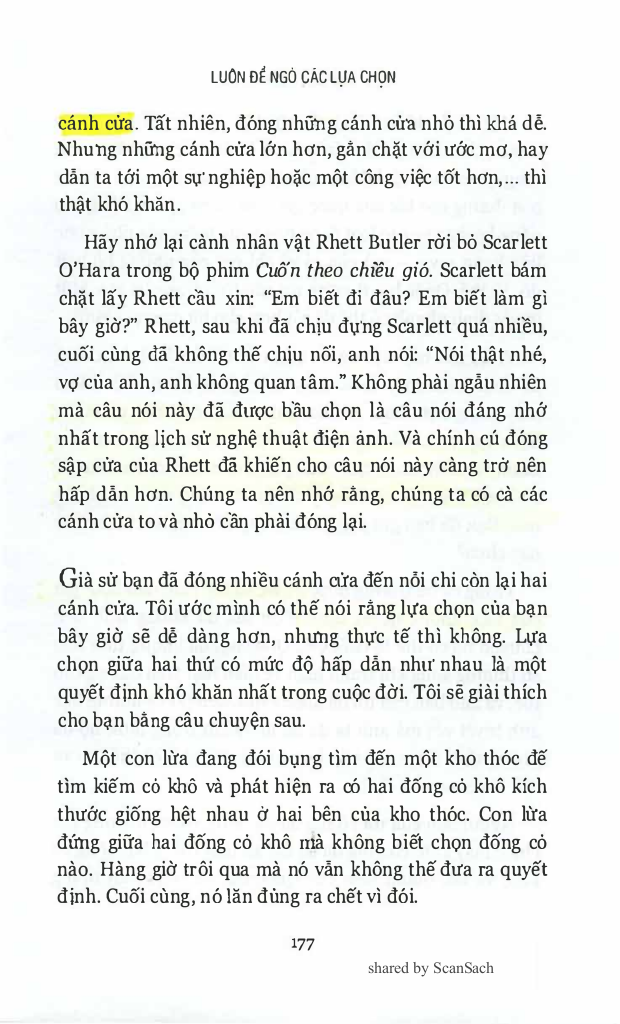 LUÔN ĐỂ NGỎ CÁC LỰA CHỌN
cánh cửa. Tất nhiên, đóng những cánh cửa nhỏ thì khá dễ.
Nhưng những cánh cửa lớn hơn, gắn chặt với ước mơ, hay
dẫn ta tới một sự nghiệp hoặc một công việc tốt hơn,... thì
thật khó khăn.
Hãy nhớ lại cảnh nhân vật Rhett Butler rời bỏ Scarlett
O’Hara trong bộ phim Cuốn theo chiều gió. Scarlett bám
chặt lấy Rhett cầu xin: “Em biết đi đâu? Em biết làm gì
bây giờ?” Rhett, sau khi đã chịu đựng Scarlett quá nhiều,
cuối cùng đã không thể chịu nổi, anh nói: “Nói thật nhé,
vợ của anh, anh không quan tâm.” Không phải ngẫu nhiên
mà câu nói này đã được bầu chọn là câu nói đáng nhớ
nhất trong lịch sử nghệ thuật điện ảnh. Và chính cú đóng
sập cửa của Rhett đã khiến cho câu nói này càng trở nên
hấp dẫn hơn. Chúng ta nên nhớ rằng, chúng ta có cả các
cánh cửa to và nhỏ cần phải đóng lại.
Giả sử bạn đã đóng nhiều cánh cửa đến nỗi chỉ còn lại hai
cánh cửa. Tôi ước mình có thể nói rằng lựa chọn của bạn
bây giờ sẽ dễ dàng hơn, nhưng thực tế thì không. Lựa
chọn giữa hai thứ có mức độ hấp dẫn như nhau là một
quyết định khó khăn nhất trong cuộc đời. Tôi sẽ giải thích
cho bạn bằng câu chuyện sau.
Một con lừa đang đói bụng tìm đến một kho thóc để
tìm kiếm cỏ khô và phát hiện ra có hai đống cỏ khô kích
thước giống hệt nhau ở hai bên của kho thóc. Con lừa
đứng giữa hai đống cỏ khô mà không biết chọn đống cỏ
nào. Hàng giờ trôi qua mà nó vẫn không thể đưa ra quyết
định. Cuối cùng, nó lăn đùng ra chết vì đói.
177
shared by ScanSach